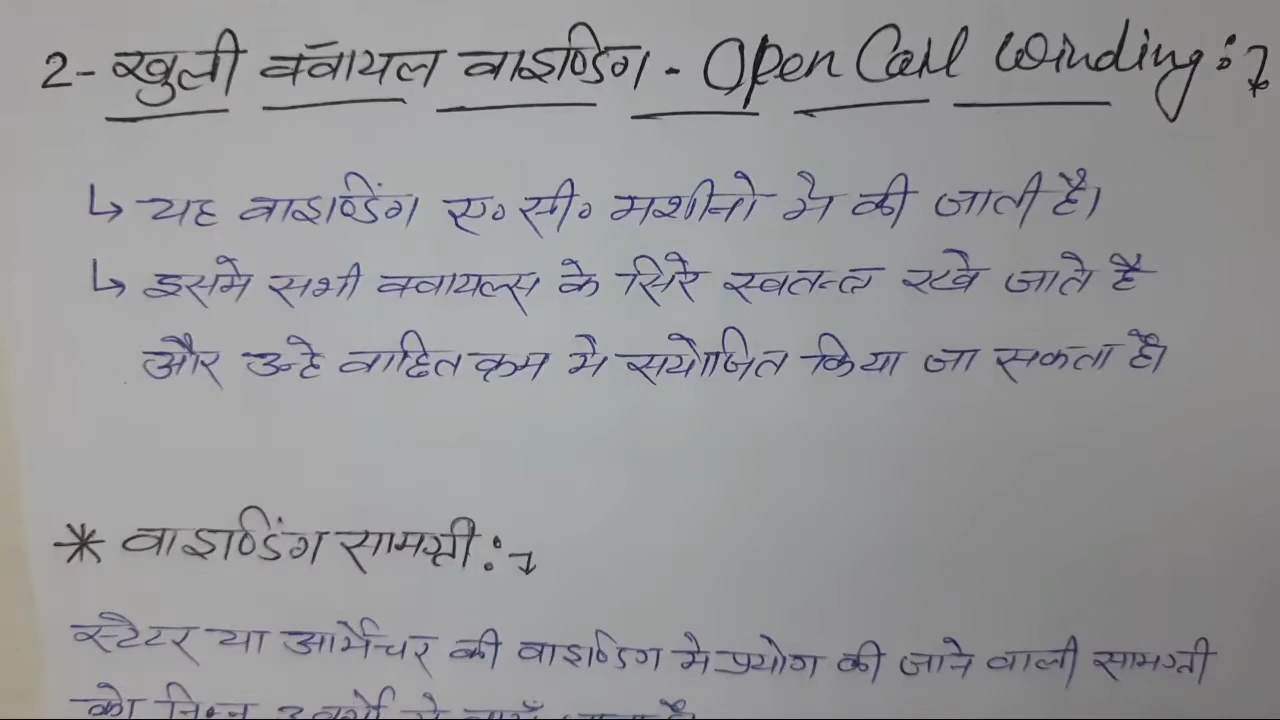 2- खुली क्वॉयल वाइण्डिग - Open Coil Winding :-
↳ यह वाइण्डिंग ए॰ सी॰ मशीनो मे की जाती है।
↳ इसमे सभी क्वायल्स के सिरे स्वतन्त्र रखे जाते है
और उन्हे वाहित क्रम मे सयोजित किया जा सकता है।
* वाइण्डिंग सामग्री :-
स्टैटर या आर्मेचर की वाइण्डिग मे प्रयोग की जाने वाली सामग्री
को निम्न